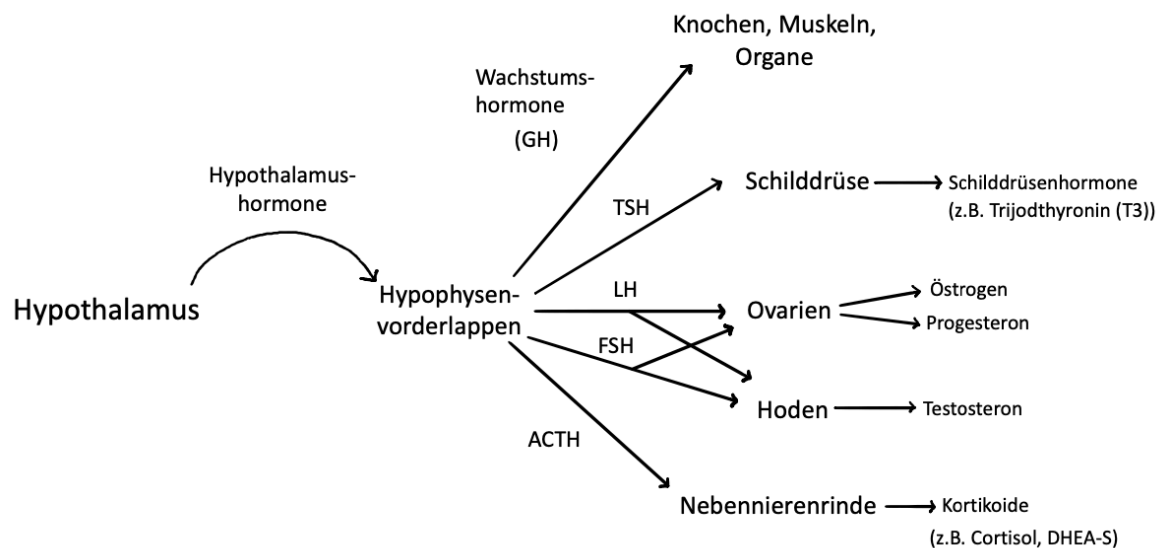 Knochen, Muskeln,
Organe
Wachstums-
hormone
(GH)
Hypothalamus-
hormone
TSH
Schilddrüse
Schilddrüsenhormone
(z.B. Trijodthyronin (T3))
Hypothalamus
Hypophysen-
vorderlappen
LH
Ovarien
Östrogen
Progesteron
FSH
Hoden
Testosteron
ACTH
Nebennierenrinde
Kortikoide
(z.B. Cortisol, DHEA-S)